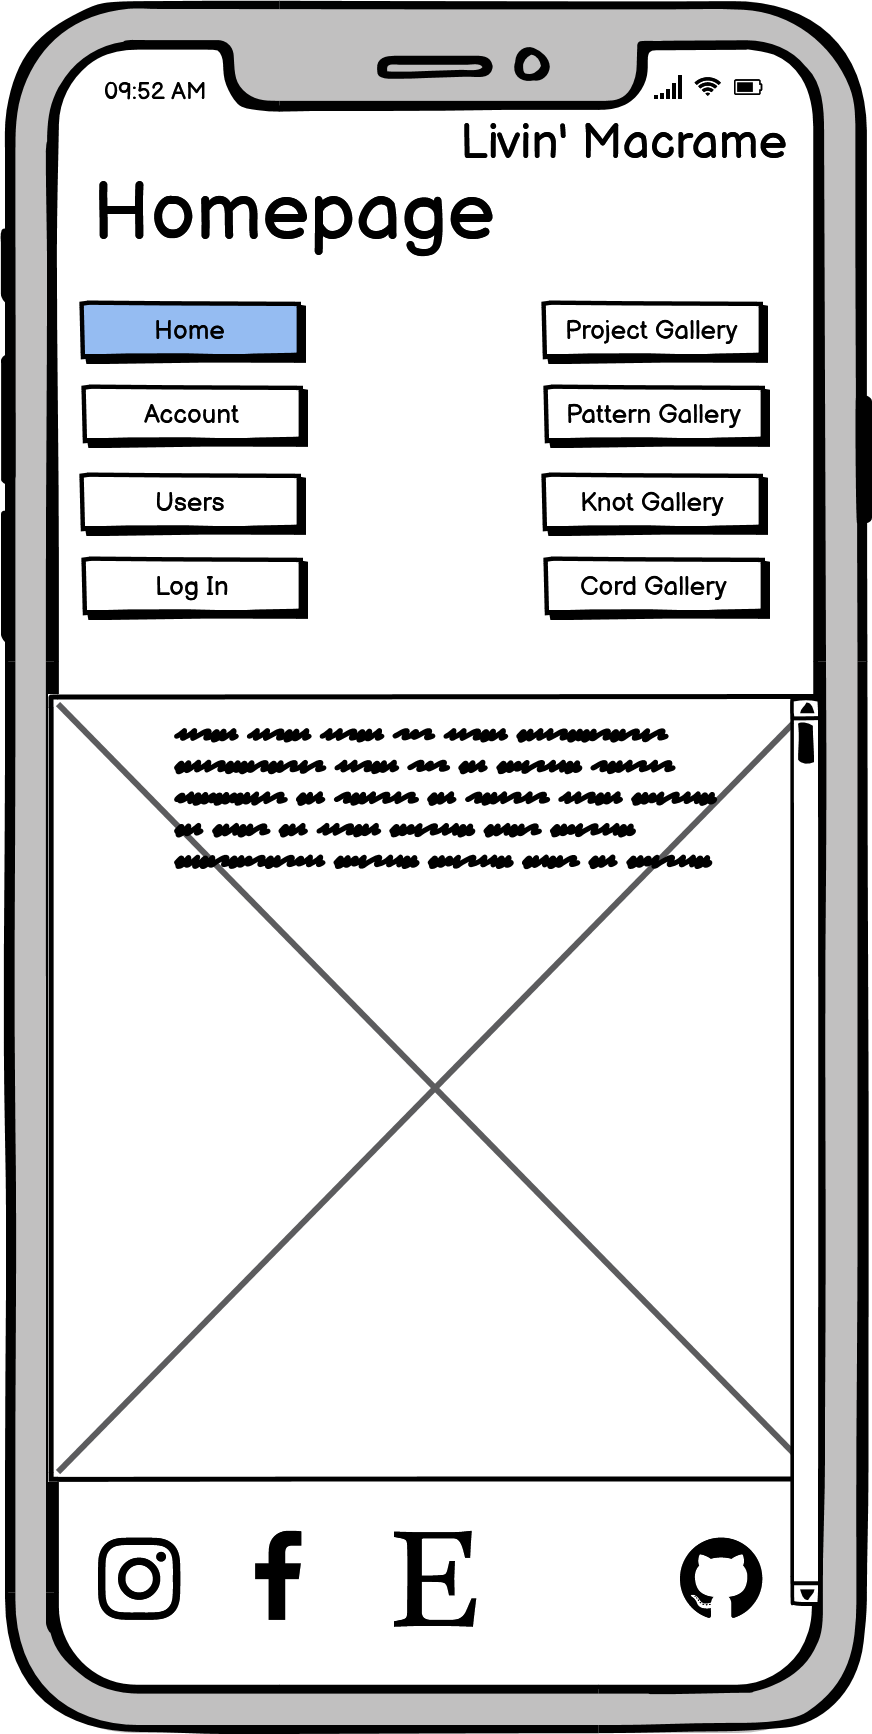 09:52 AM
Livin' Macrame
Homepage
Home
Project Gallery
Account
Pattern Gallery
Users
Knot Gallery
Log In
Cord Gallery
E